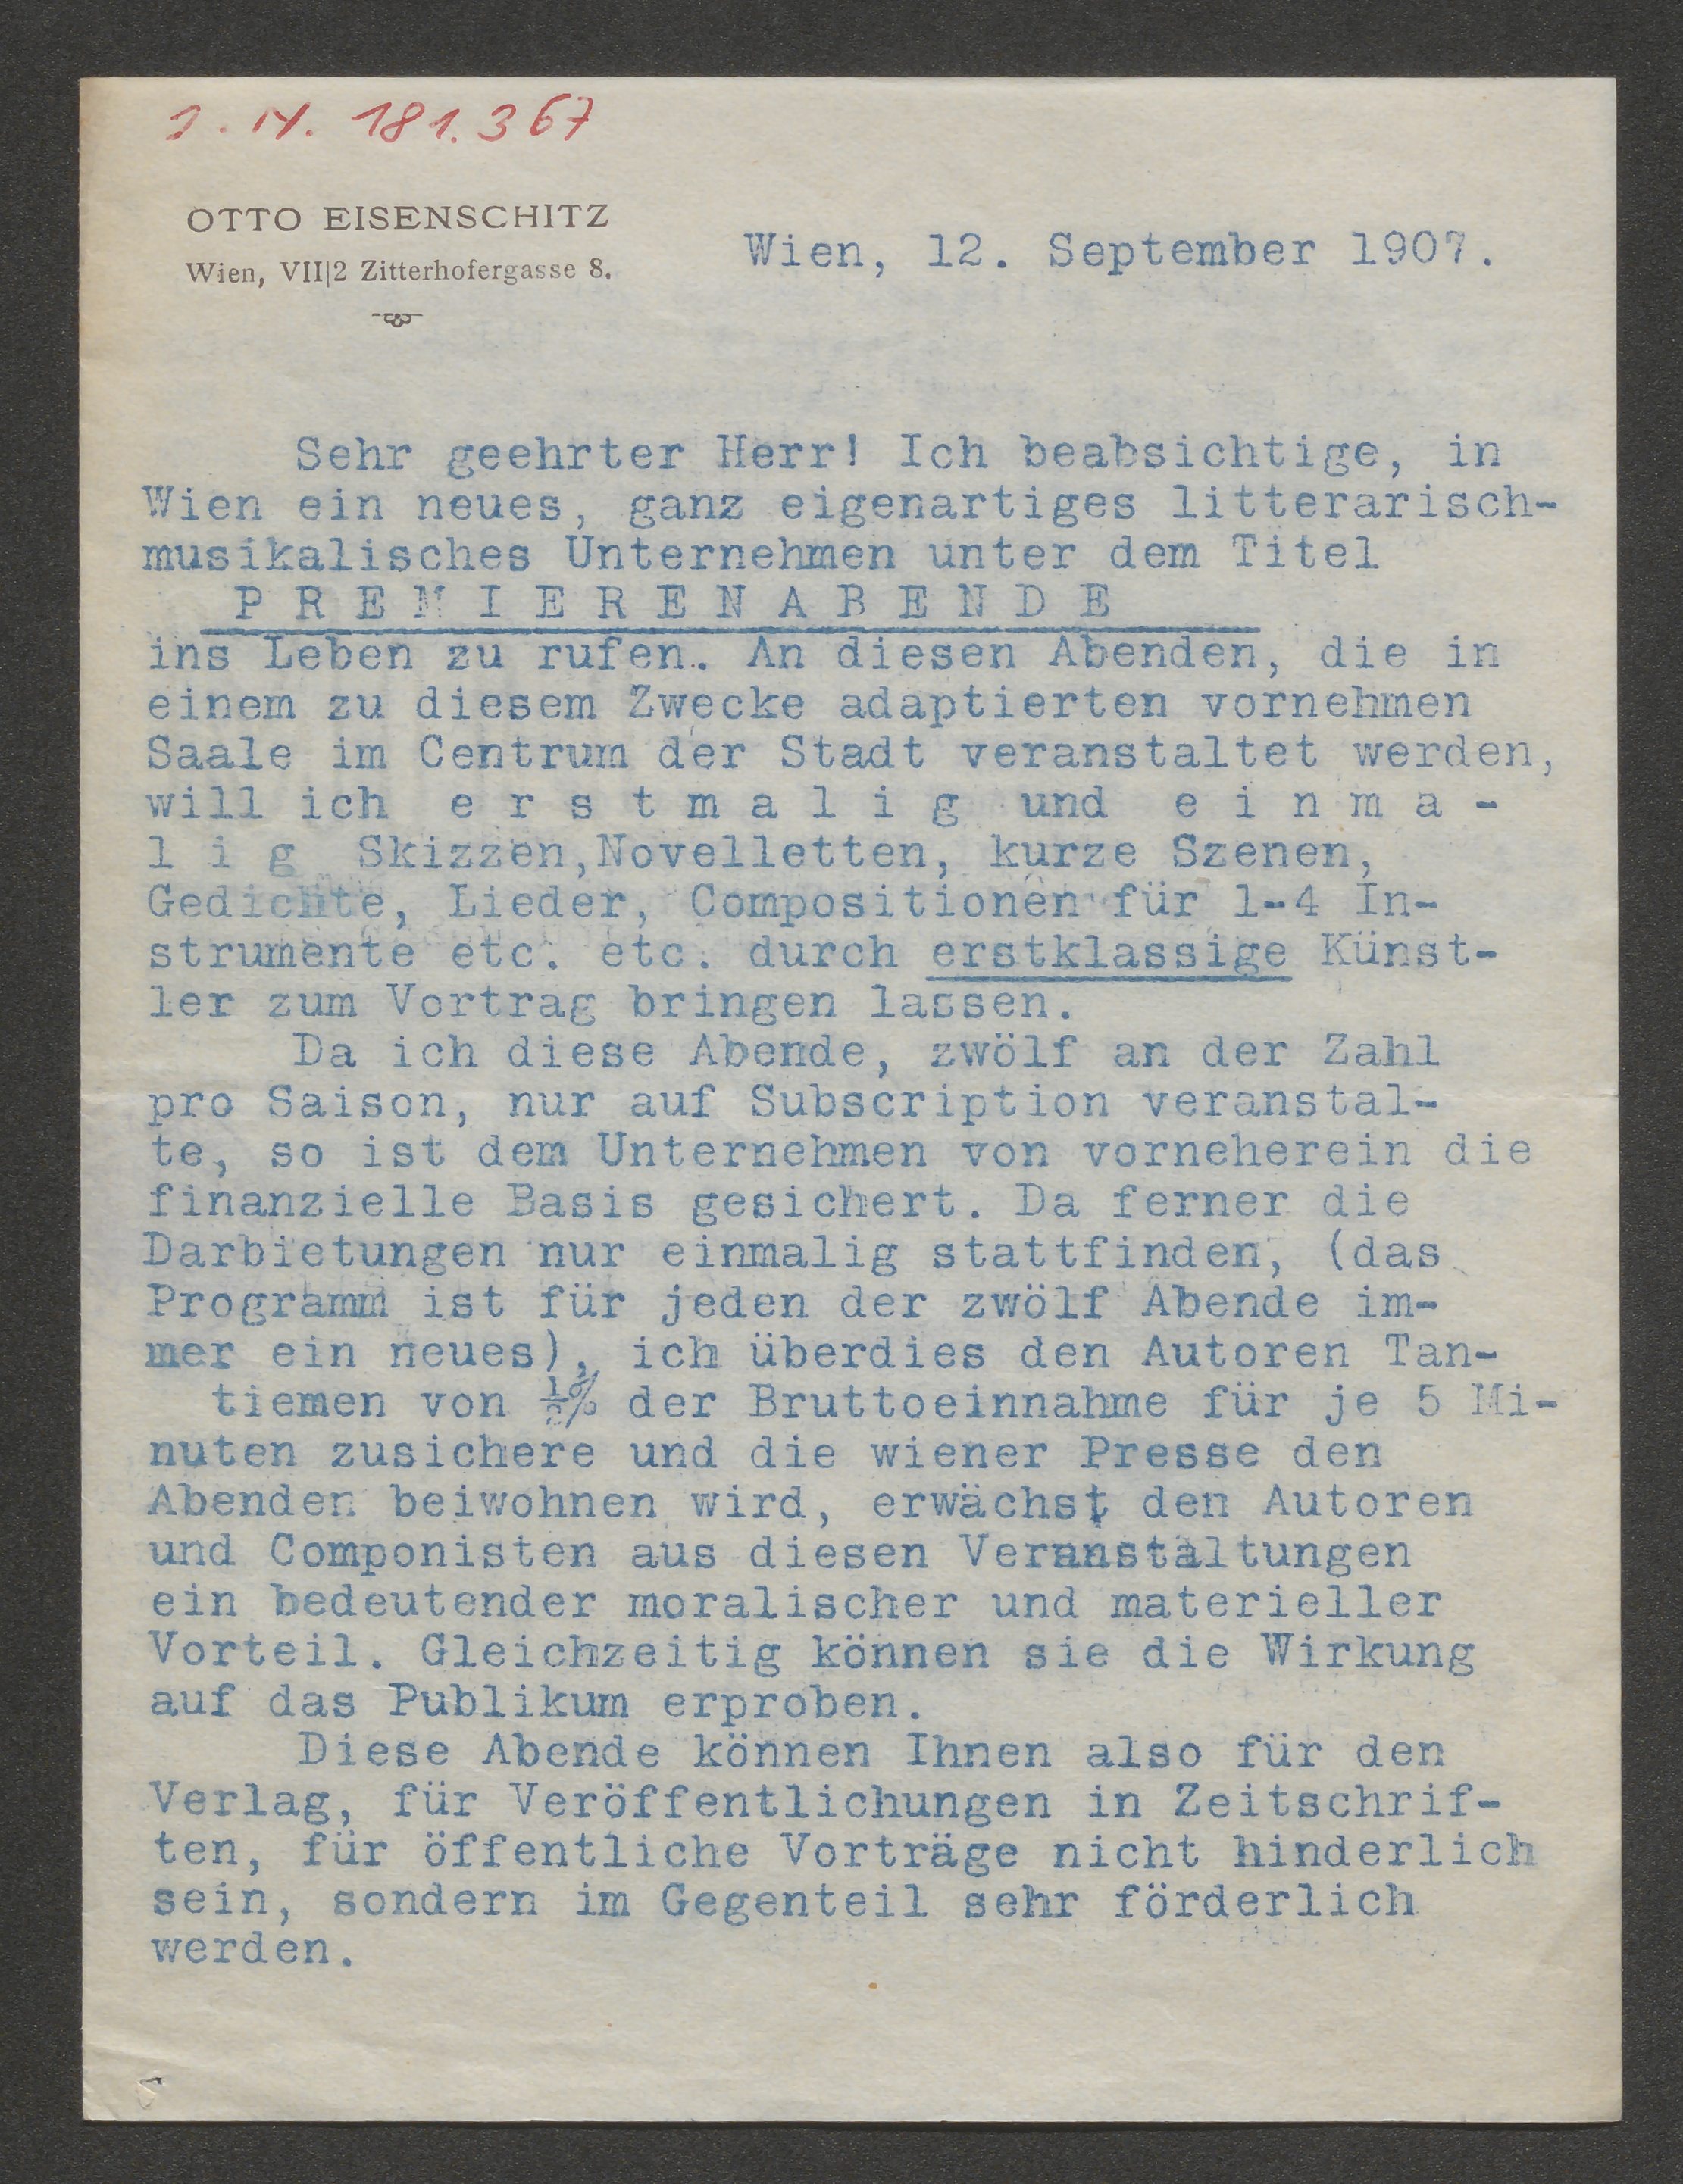 J. N. 181.367
OTTO EISENSCHITZ
Wien, VII|2 Zitterhofergasse 8.
Wien, 12. September 1907.
Sehr geehrter Herr! Ich beabsichtige, in
Wien ein neues, ganz eigenartiges litterarisch-
musikalisches Unternehmen unter dem Titel
P R E M I E R E N A B E N D E
ins Leben zu rufen. An diesen Abenden, die in
einem zu diesem Zwecke adaptierten vornehmen
Saale im Centrum der Stadt veranstaltet werden,
will ich e r s t m a l i g und e i n m a -
l i g Skizzen,Novelletten, kurze Szenen,
Gedichte, Lieder, Compositionen für 1-4 In-
strumente etc. etc. durch erstklassige Künst-
ler zum Vortrag bringen lassen.
Da ich diese Abende, zwölf an der Zahl
pro Saison, nur auf Subscription veranstal-
te, so ist dem Unternehmen von vorneherein die
finanzielle Basis gesichert. Da ferner die
Darbietungen nur einmalig stattfinden, (das
Programm ist für jeden der zwölf Abende im-
mer ein neues), ich überdies den Autoren Tan-
tiemen von ½% der Bruttoeinnahme für je 5 Mi-
nuten zusichere und die wiener Presse den
Abenden beiwohnen wird, erwächst den Autoren
und Componisten aus diesen Veranstaltungen
ein bedeutender moralischer und materieller
Vorteil. Gleichzeitig können sie die Wirkung
auf das Publikum erproben.
Diese Abende können Ihnen also für den
Verlag, für Veröffentlichungen in Zeitschrif-
ten, für öffentliche Vorträge nicht hinderlich
sein, sondern im Gegenteil sehr förderlich
werden.